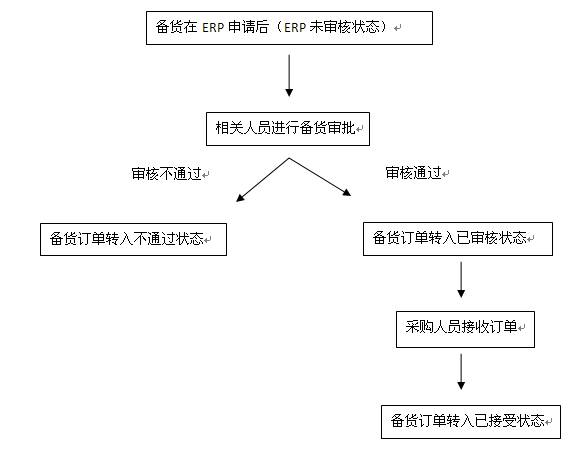 备货在 ERP 申请后（ERP 未审核状态）
相关人员进行备货审批
审核不通过
审核通过
备货订单转入不通过状态
备货订单转入已审核状态
采购人员接收订单
备货订单转入已接受状态